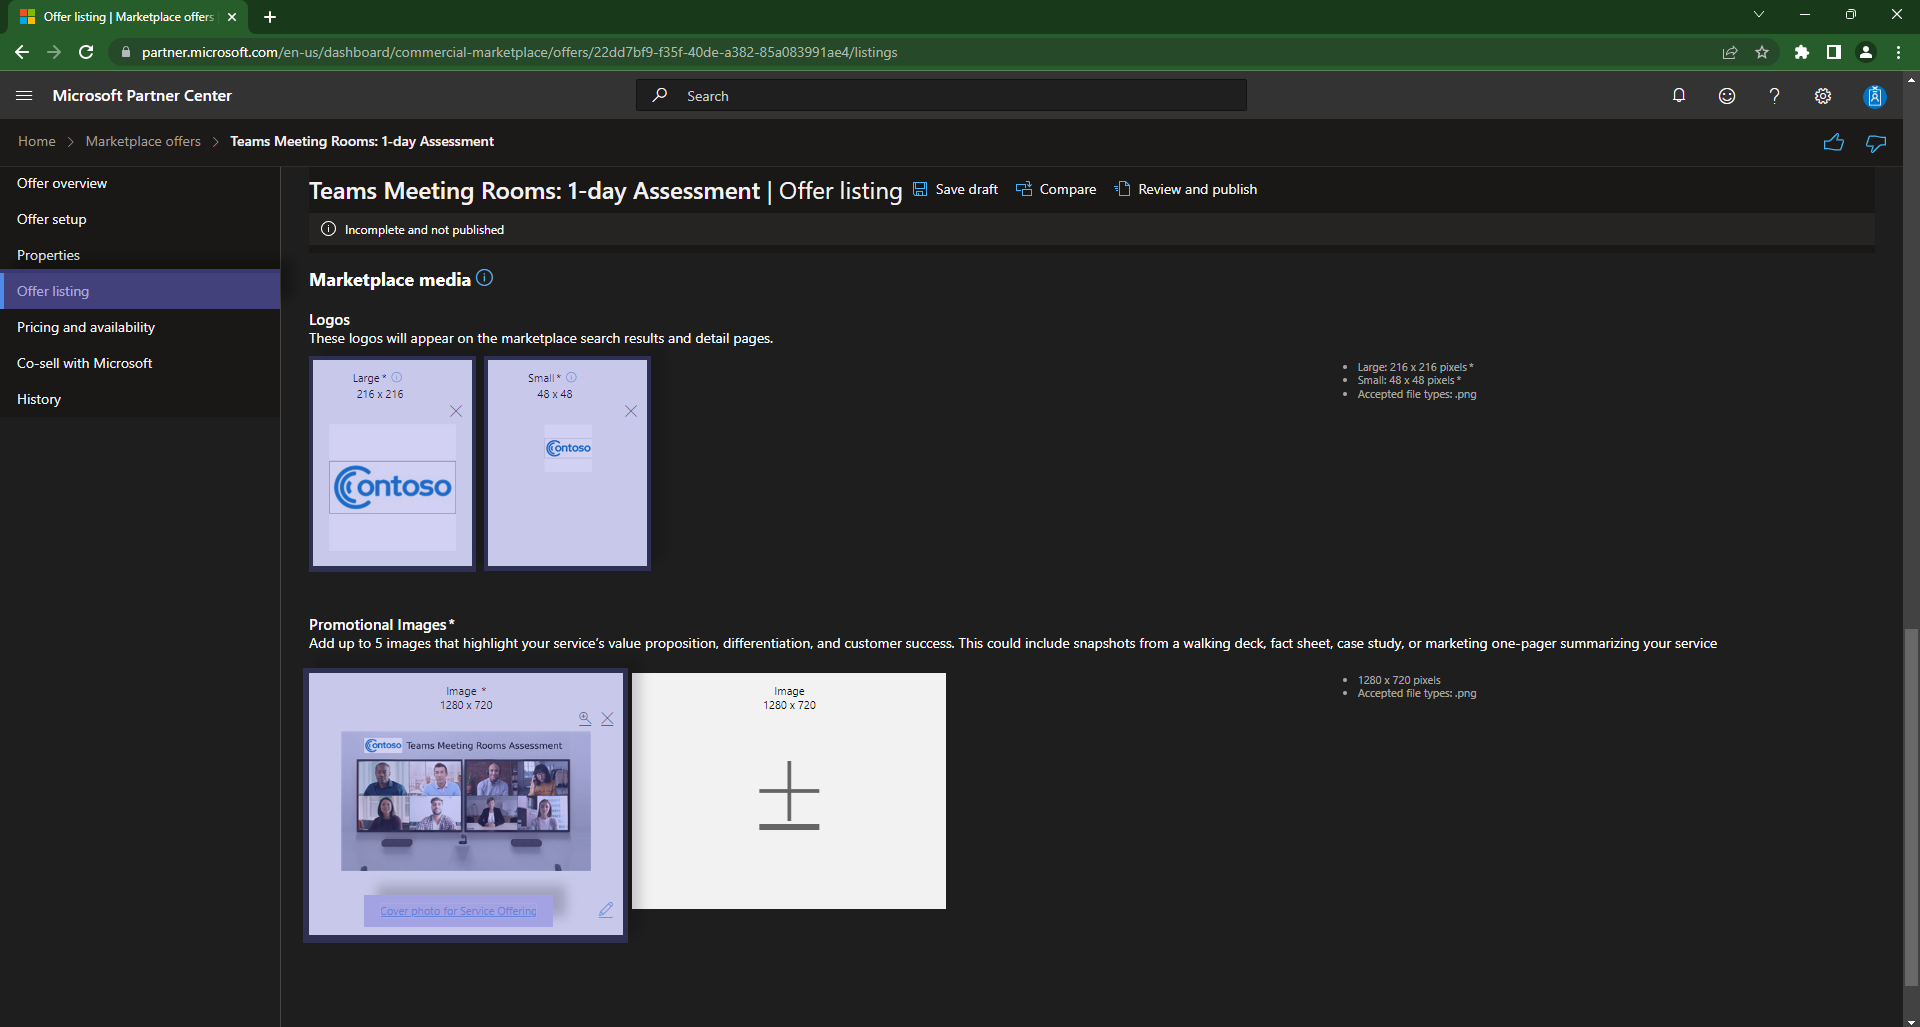 Offer listing | Marketplace offers
partner.microsoft.com/en-us/dashboard/commercial-marketplace/offers/22dd7bf9-f35f-40de-a382-85a083991ae4/listings
Microsoft Partner Center
Search
Home > Marketplace offers > Teams Meeting Rooms: 1-day Assessment
Offer overview
Offer setup
Properties
Offer listing
Pricing and availability
Co-sell with Microsoft
History
Teams Meeting Rooms: 1-day Assessment | Offer listing
Save draft
Compare
Review and publish
Incomplete and not published
Marketplace media
Logos
These logos will appear on the marketplace search results and detail pages.
Large *
216 x 216
Contoso
Small *
48 x 48
Contoso
• Large: 216 x 216 pixels *
• Small: 48 x 48 pixels *
• Accepted file types: .png
Promotional Images *
Add up to 5 images that highlight your service's value proposition, differentiation, and customer success. This could include snapshots from a walking deck, fact sheet, case study, or marketing one-pager summarizing your service
Image *
1280 x 720
Contoso Teams Meeting Rooms Assessment
Cover photo for Service Offering
Image
1280 x 720
• 1280 x 720 pixels
• Accepted file types: .png